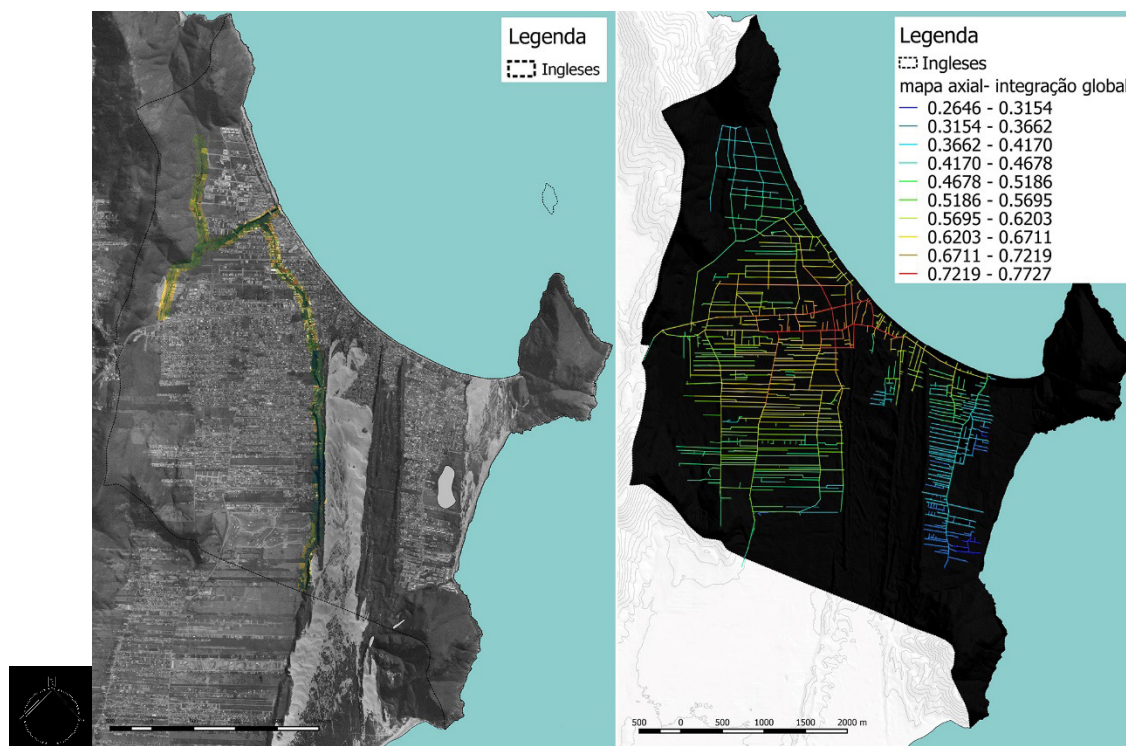 Legenda
Ingleses
Legenda
Ingleses
mapa axial- integração global
0.2646 - 0.3154
0.3154 - 0.3662
0.3662 - 0.4170
0.4170 - 0.4678
0.4678 - 0.5186
0.5186 - 0.5695
0.5695 - 0.6203
0.6203 - 0.6711
0.6711 - 0.7219
0.7219 - 0.7727
500 0 500 1000 1500 2000 m